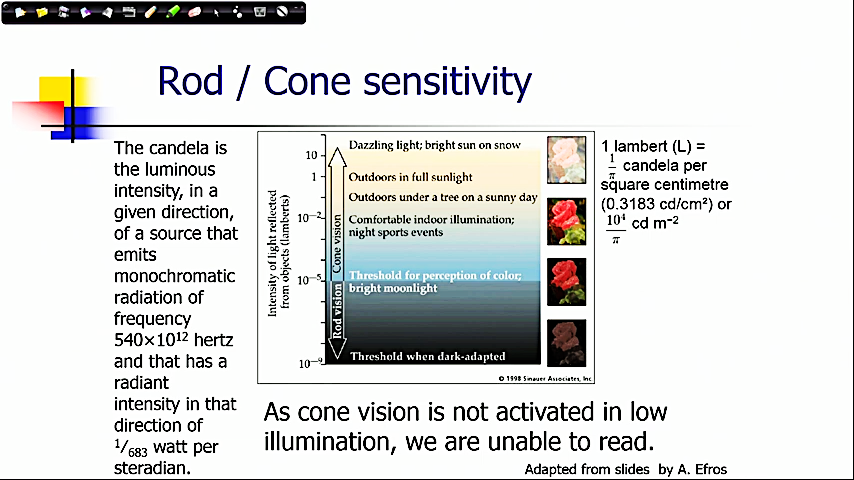 Rod / Cone sensitivity
The candela is
the luminous
intensity, in a
given direction,
of a source that
emits
monochromatic
radiation of
frequency
540×10¹² hertz
and that has a
radiant
intensity in that
direction of
¹/₆₈₃ watt per
steradian.
Intensity of light reflected
from objects (lamberts)
10
1
10⁻²
10⁻⁵
10⁻⁹
Cone vision
Rod vision
Dazzling light; bright sun on snow
Outdoors in full sunlight
Outdoors under a tree on a sunny day
Comfortable indoor illumination;
night sports events
Threshold for perception of color;
bright moonlight
Threshold when dark-adapted
© 1998 Sinauer Associates, Inc
1 lambert (L) =
1/π candela per
square centimetre
(0.3183 cd/cm²) or
10⁴/π cd m⁻²
As cone vision is not activated in low
illumination, we are unable to read.
Adapted from slides by A. Efros